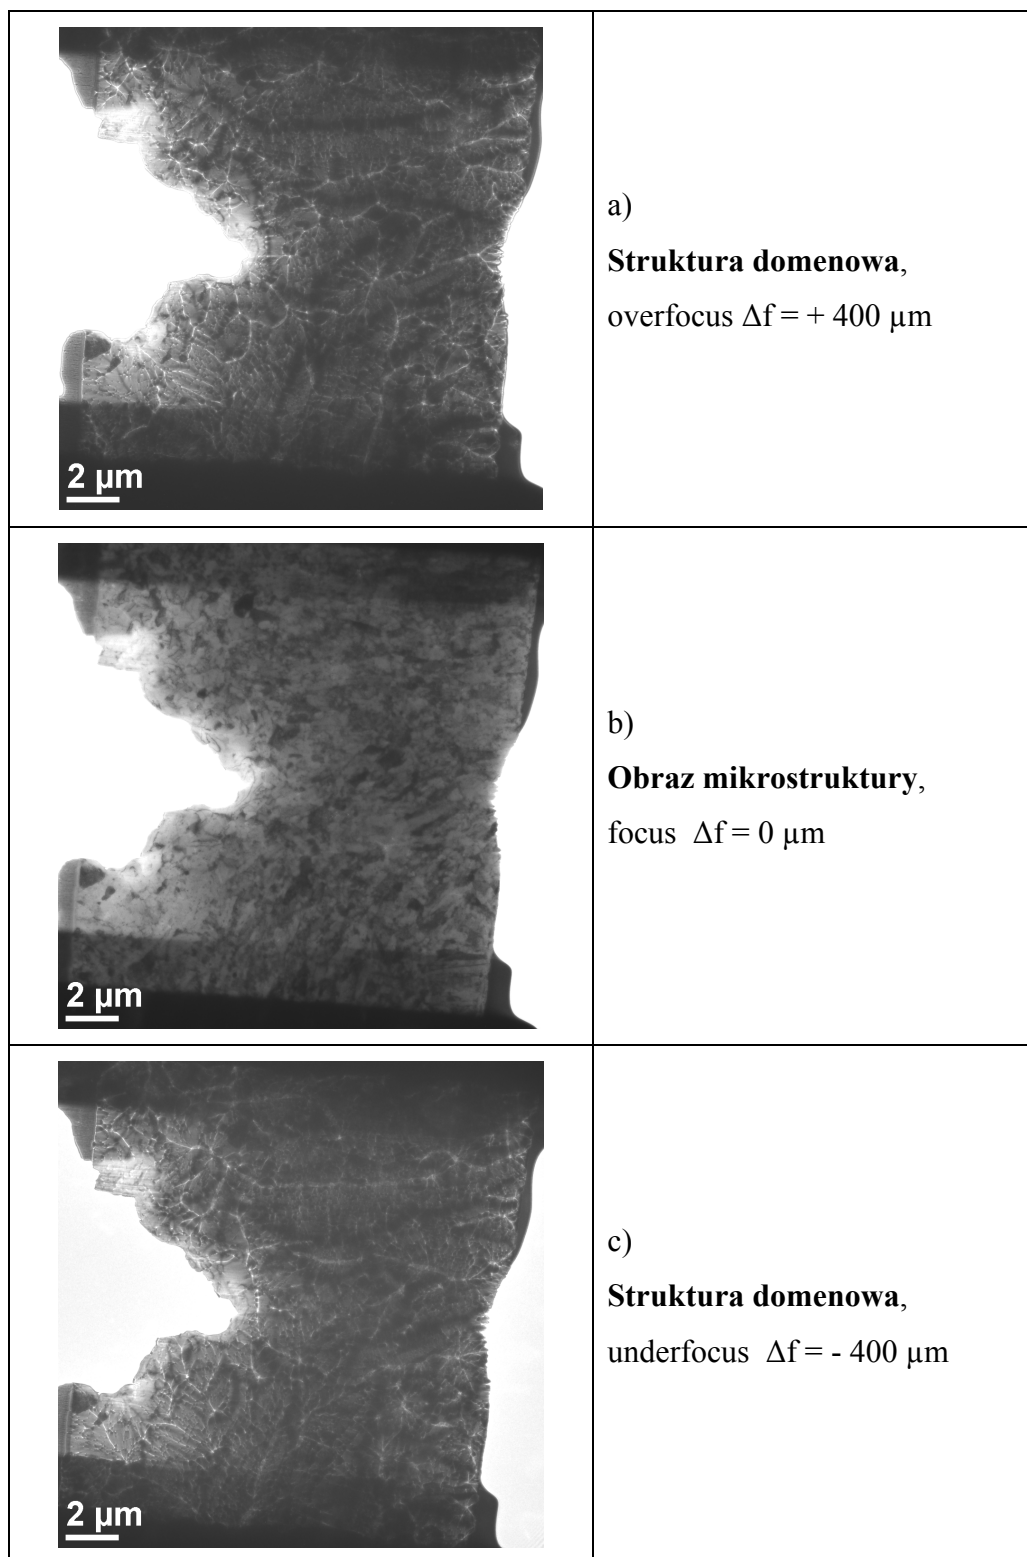 2 µm
a)
Struktura domenowa,
overfocus Δf = + 400 µm
2 µm
b)
Obraz mikrostruktury,
focus Δf = 0 µm
2 µm
c)
Struktura domenowa,
underfocus Δf = - 400 µm